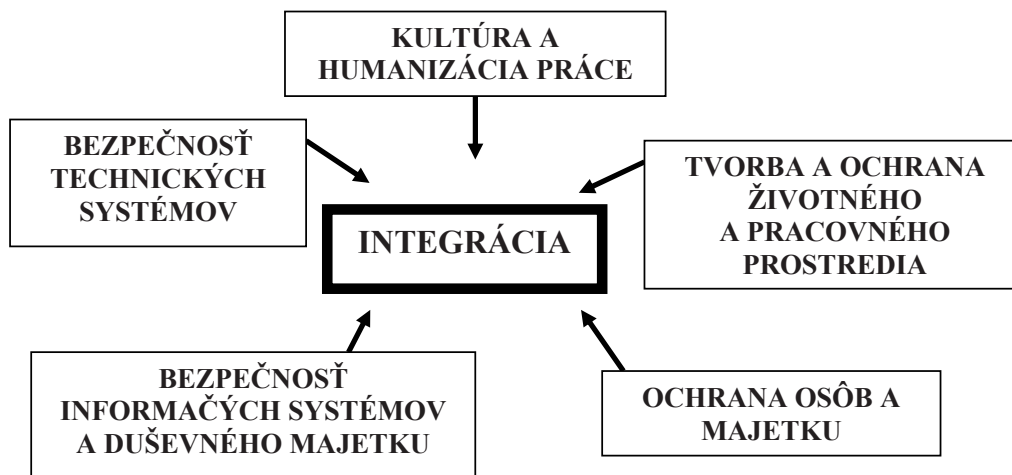 KULTÚRA A
HUMANIZÁCIA PRÁCE
BEZPEČNOSŤ
TECHNICKÝCH
SYSTÉMOV
TVORBA A OCHRANA
ŽIVOTNÉHO
A PRACOVNÉHO
PROSTREDIA
INTEGRÁCIA
BEZPEČNOSŤ
INFORMAČÝCH SYSTÉMOV
A DUŠEVNÉHO MAJETKU
OCHRANA OSÔB A
MAJETKU